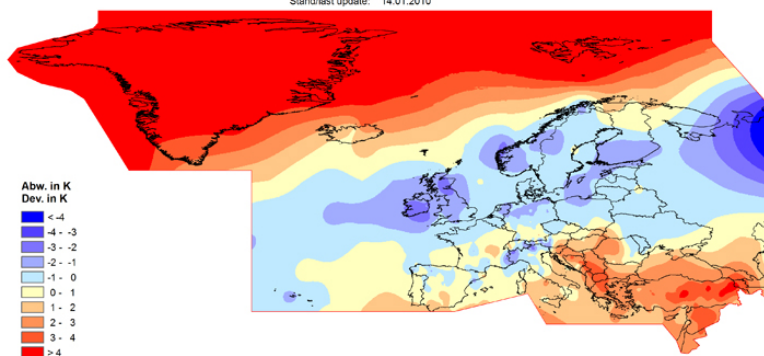 Stand/last update: 14.01.2010
Abw. in K
Dev. in K
< -4
-4 - -3
-3 - -2
-2 - -1
-1 - 0
0 - 1
1 - 2
2 - 3
3 - 4
> 4